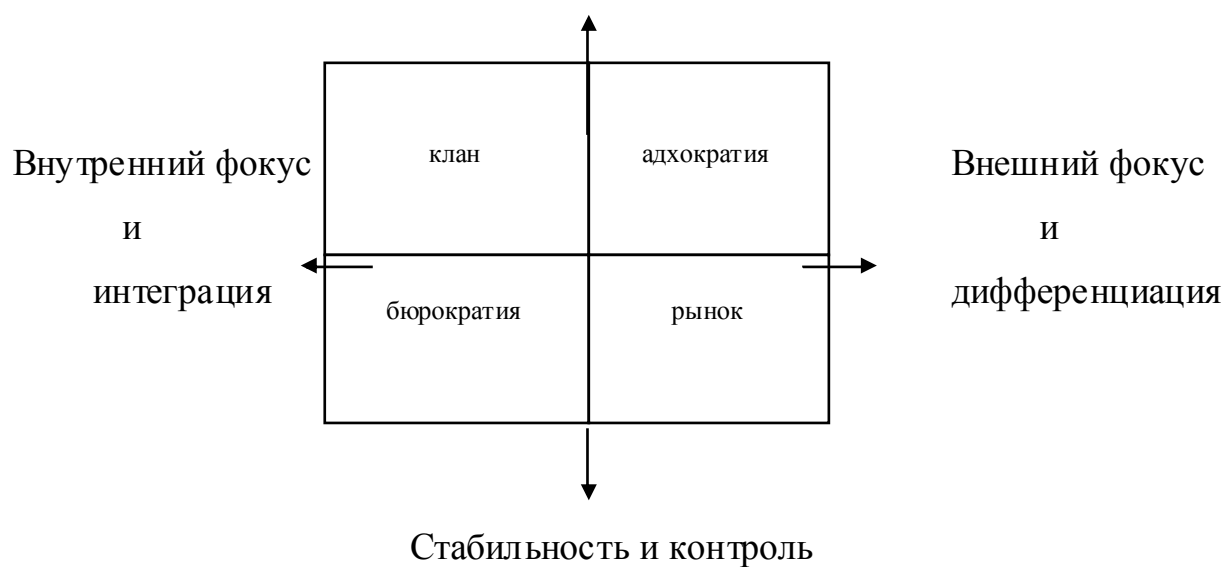 клан
адхократия
Внутренний фокус
и
интеграция
Внешний фокус
и
дифференциация
бюрократия
рынок
Стабильность и контроль